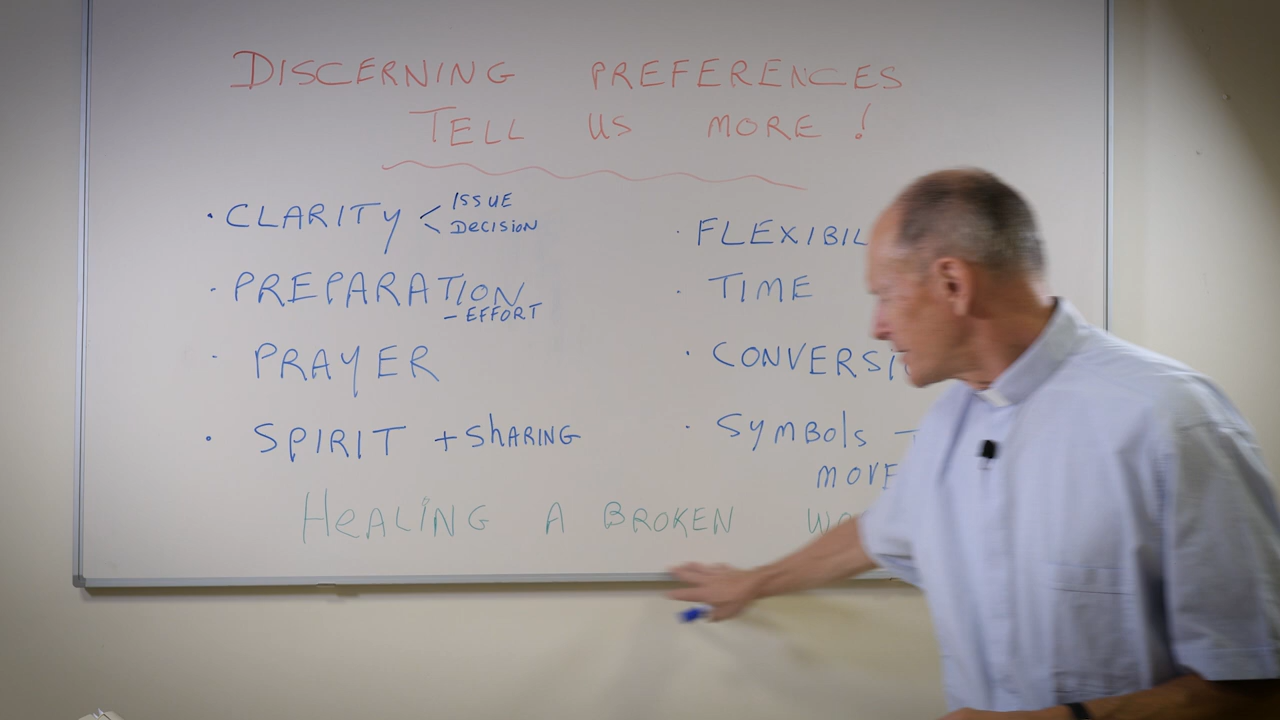 DISCERNING PREFERENCES
TELL US MORE!
· CLARITY < ISSUE
DECISION
· PREPARATION
- EFFORT
· PRAYER
· SPIRIT + SHARING
· FLEXIBIL
· TIME
· CONVERSI
· SYMBOLS
MOVE
HEALING A BROKEN